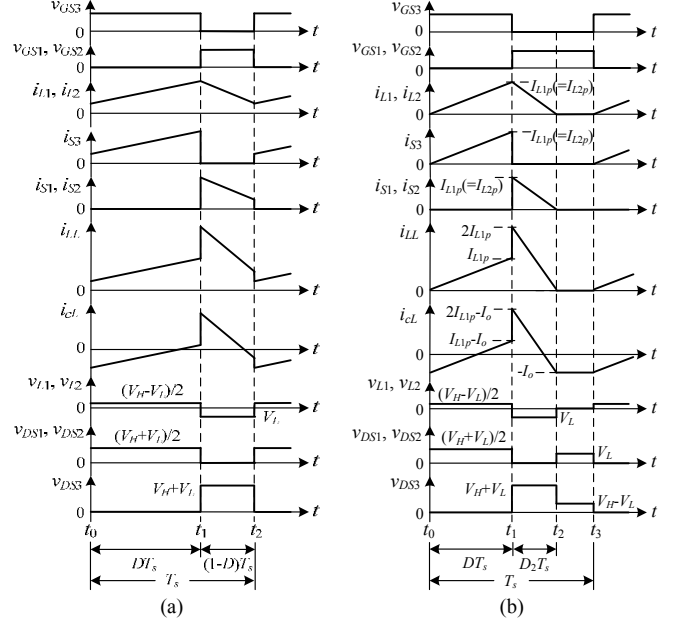 vGS3
0
t
vGS1, vGS2
0
t
iL1, iL2
0
t
iS3
0
t
iS1, iS2
0
t
iLL
0
t
icL
0
t
vL1, vL2
(VH-VL)/2
0
VL
t
vDS1, vDS2
(VH+VL)/2
0
t
vDS3
VH+VL
0
t
t0
t1
t2
DTs
(1-D)Ts
Ts
(a)
vGS3
0
t
vGS1, vGS2
0
t
iL1, iL2
IL1p(=IL2p)
0
t
iS3
IL1p(=IL2p)
0
t
iS1, iS2
IL1p(=IL2p)
0
t
iLL
2IL1p
IL1p
0
t
icL
2IL1p-Io
IL1p-Io
0
-Io
t
vL1, vL2
(VH-VL)/2
0
VL
t
vDS1, vDS2
(VH+VL)/2
VL
0
t
vDS3
VH+VL
VH-VL
0
t
t0
t1
t2
t3
DTs
D2Ts
Ts
(b)